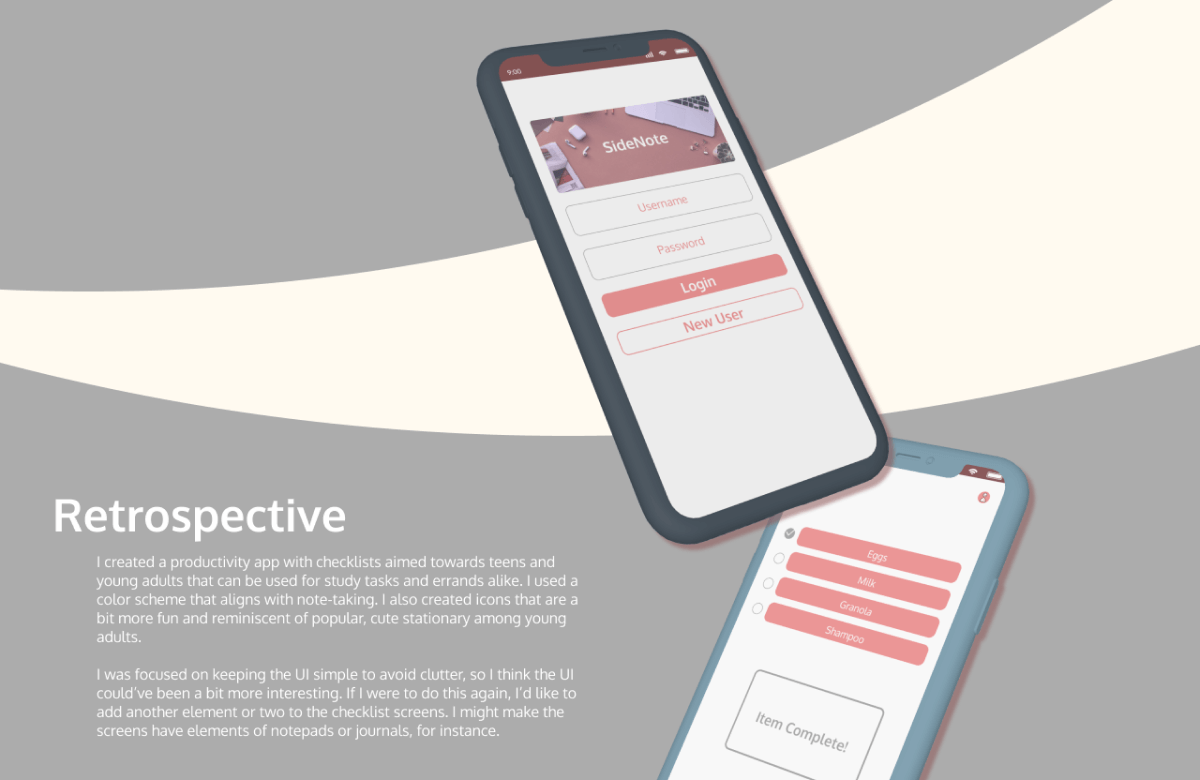 9:00
SideNote
Username
Password
Login
New User
Retrospective
I created a productivity app with checklists aimed towards teens and
young adults that can be used for study tasks and errands alike. I used a
color scheme that aligns with note-taking. I also created icons that are a
bit more fun and reminiscent of popular, cute stationary among young
adults.
I was focused on keeping the UI simple to avoid clutter, so I think the UI
could've been a bit more interesting. If I were to do this again, I'd like to
add another element or two to the checklist screens. I might make the
screens have elements of notepads or journals, for instance.
Eggs
Milk
Granola
Shampoo
Item Complete!